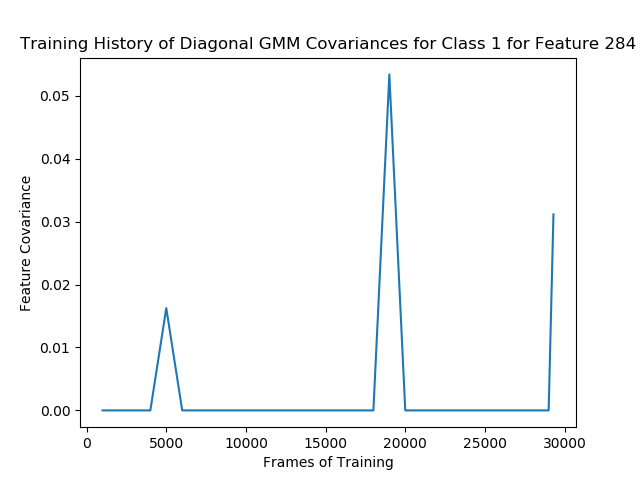 Training History of Diagonal GMM Covariances for Class 1 for Feature 284
0.05
0.04
0.03
0.02
0.01
0.00
Feature Covariance
0 5000 10000 15000 20000 25000 30000
Frames of Training